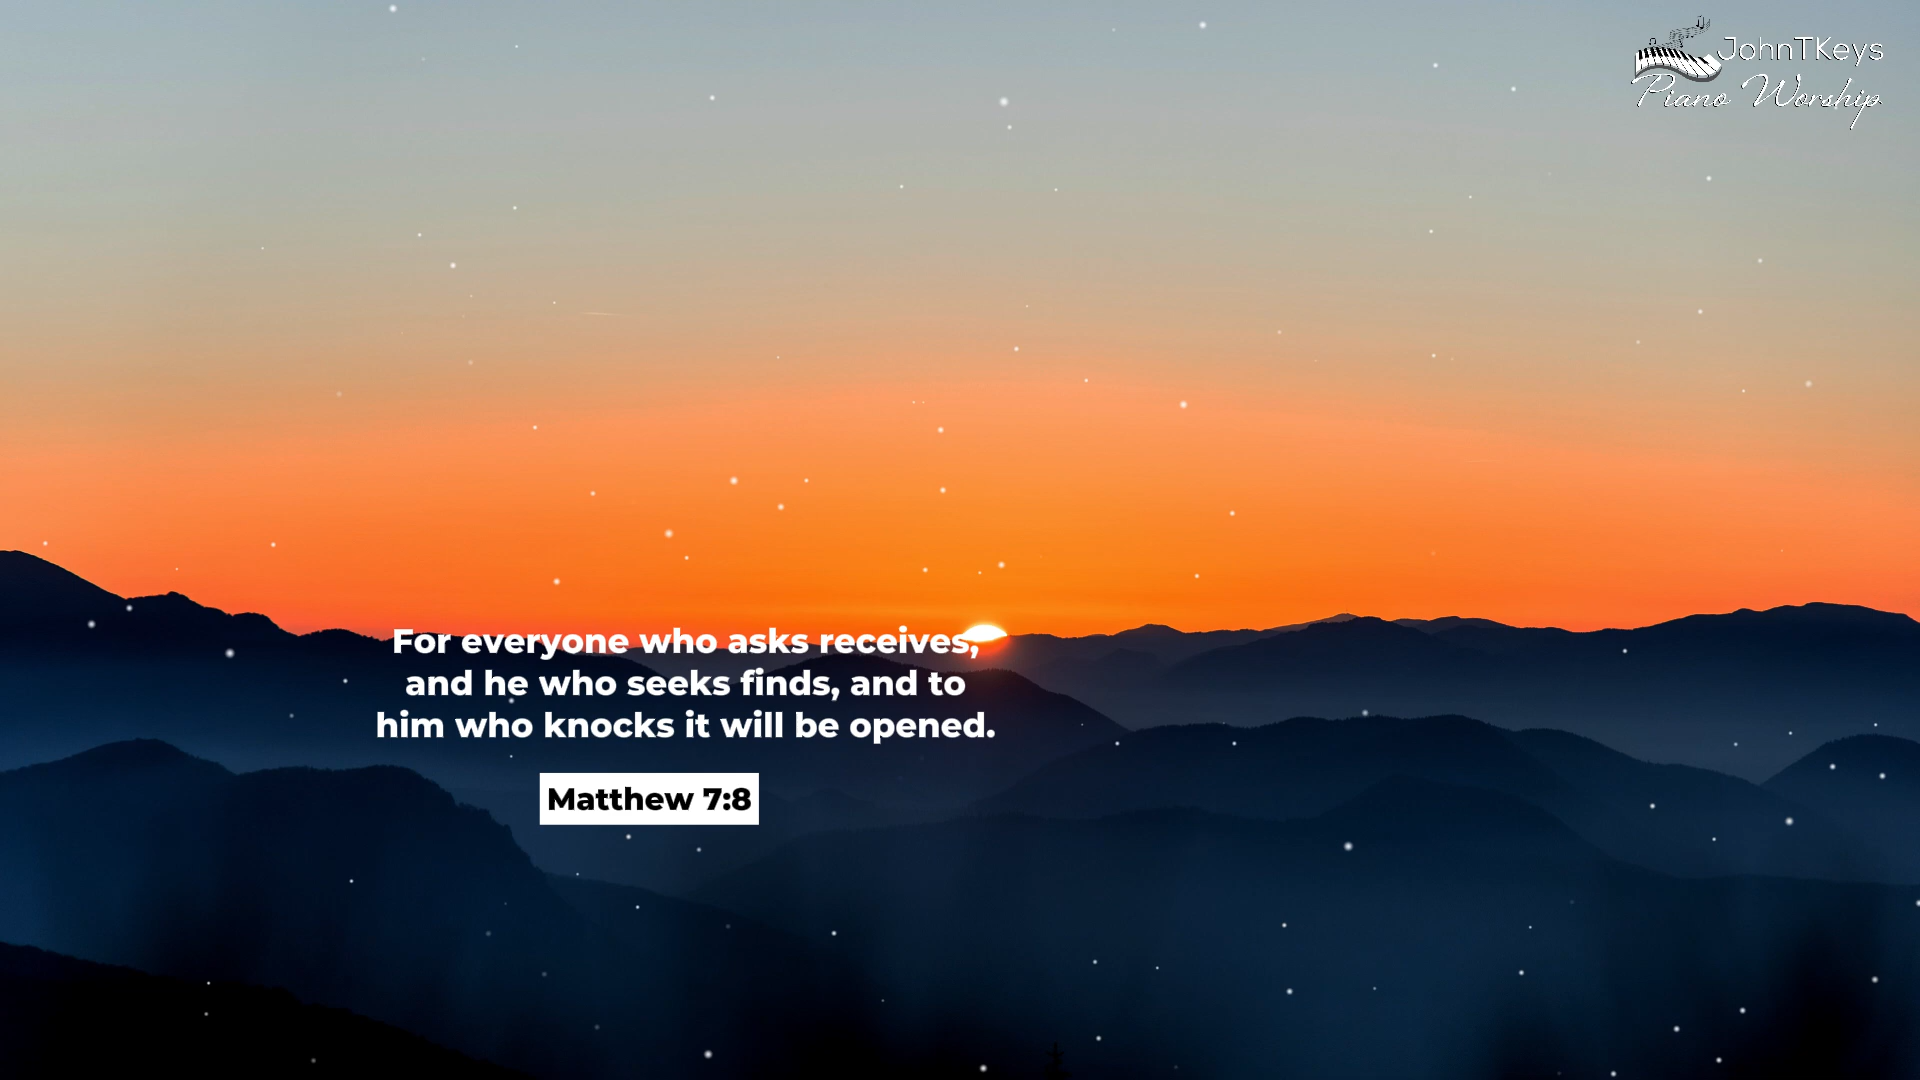 JohnTKeys
Piano Worship
For everyone who asks receives,
and he who seeks finds, and to
him who knocks it will be opened.
Matthew 7:8